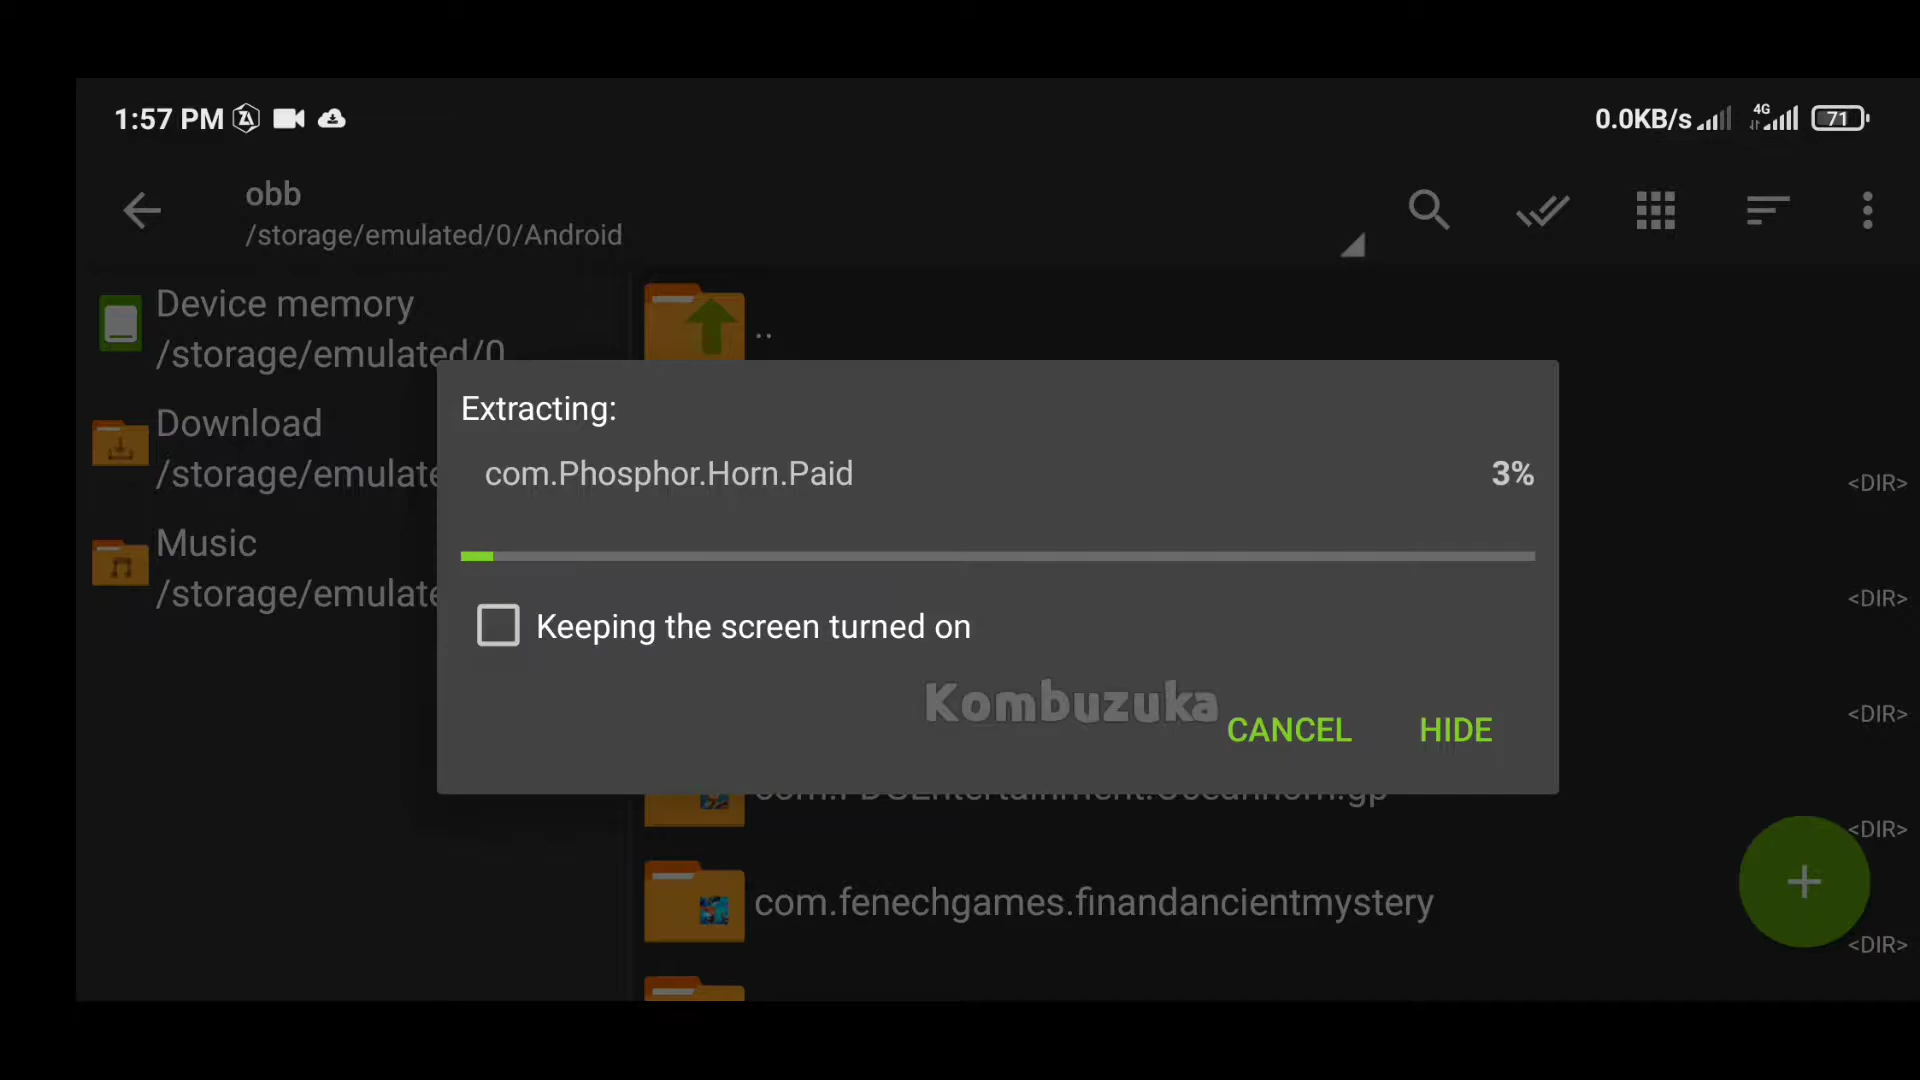 1:57 PM
0.0KB/s 4G 71
obb
/storage/emulated/0/Android
Device memory
/storage/emulated/0
..
Download
/storage/emulate
Music
/storage/emulate
Extracting:
com.Phosphor.Horn.Paid 3%
Keeping the screen turned on
Kombuzuka
CANCEL HIDE
<DIR>
<DIR>
<DIR>
<DIR>
com.fenechgames.finandancientmystery
<DIR>